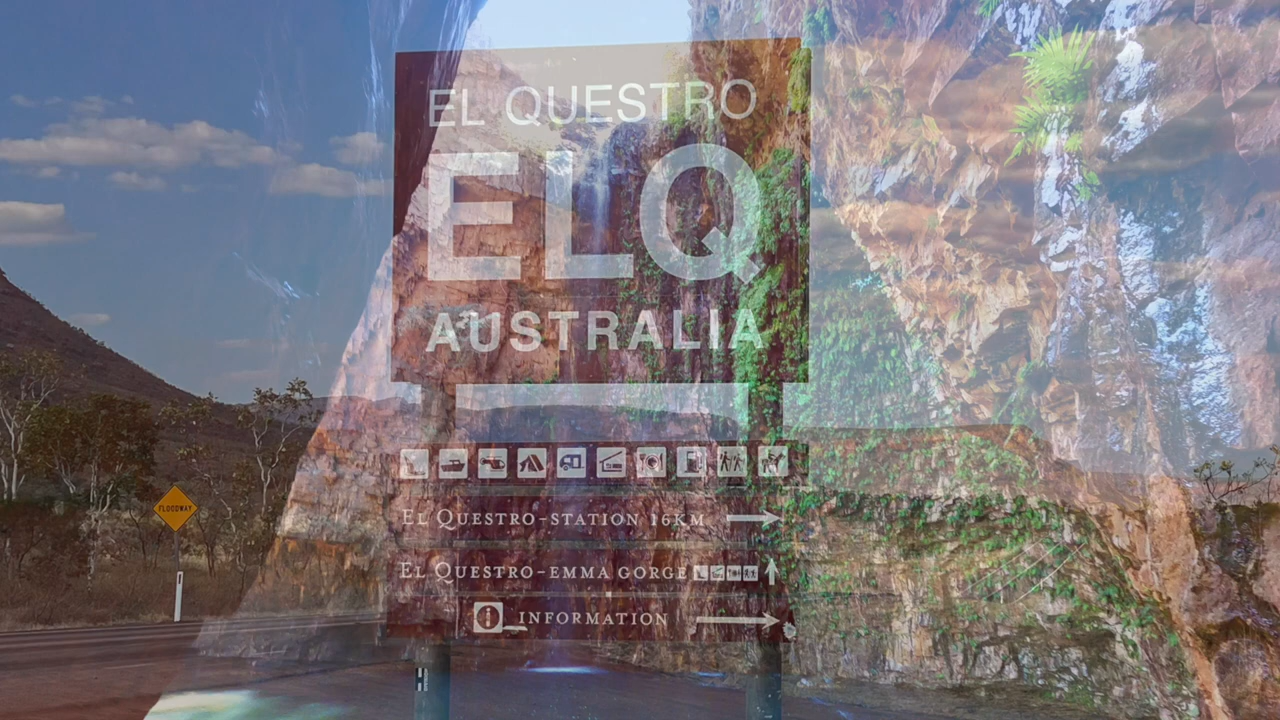 EL QUESTRO
ELQ
AUSTRALIA
FLOODWAY
EL QUESTRO-STATION 16KM
EL QUESTRO-EMMA GORGE
INFORMATION